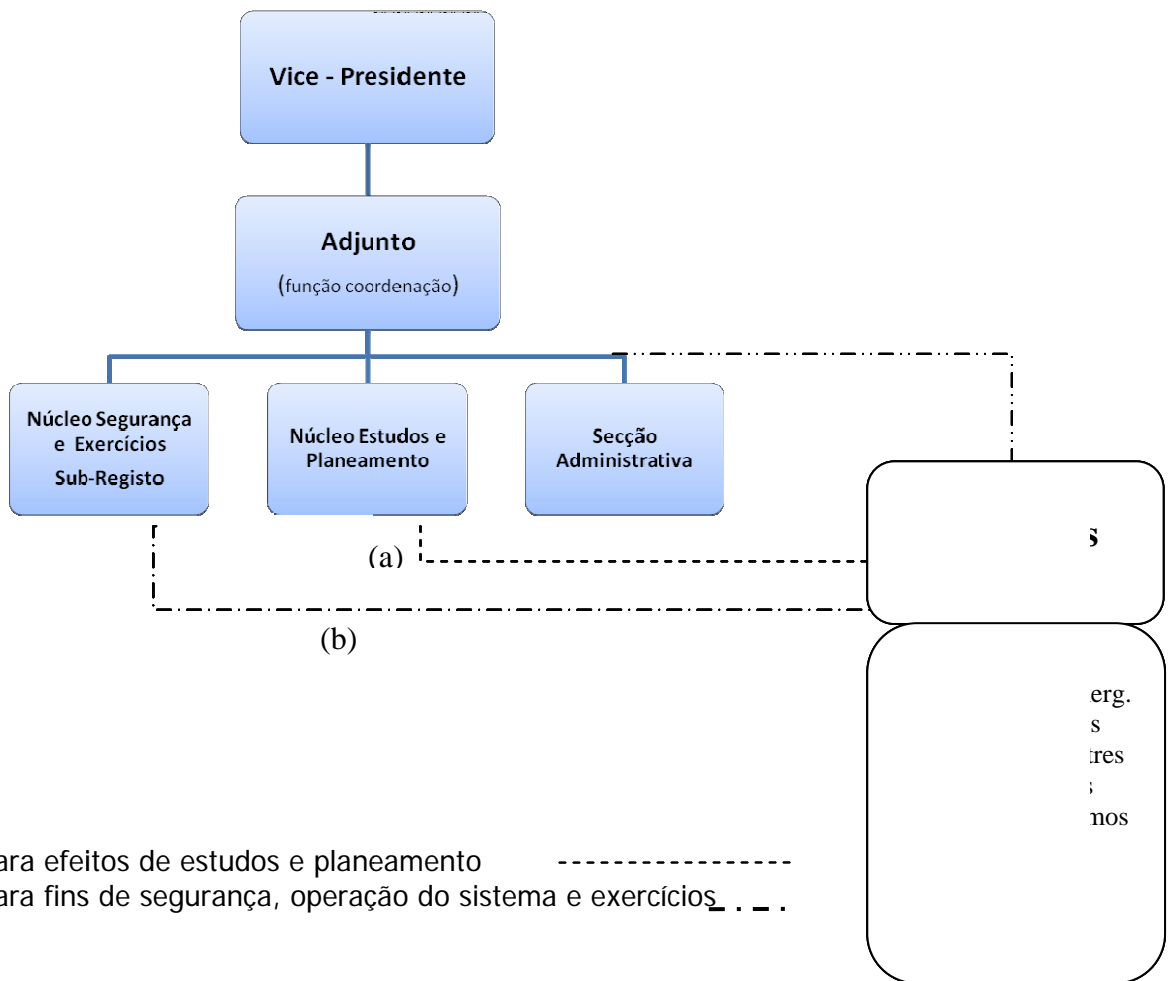 Vice - Presidente
Adjunto
(função coordenação)
Núcleo Segurança
e Exercícios
Sub-Registo
Núcleo Estudos e
Planeamento
Secção
Administrativa
(a)
(b)
s
erg.
s
tres
s
mos
ara efeitos de estudos e planeamento
ara fins de segurança, operação do sistema e exercícios